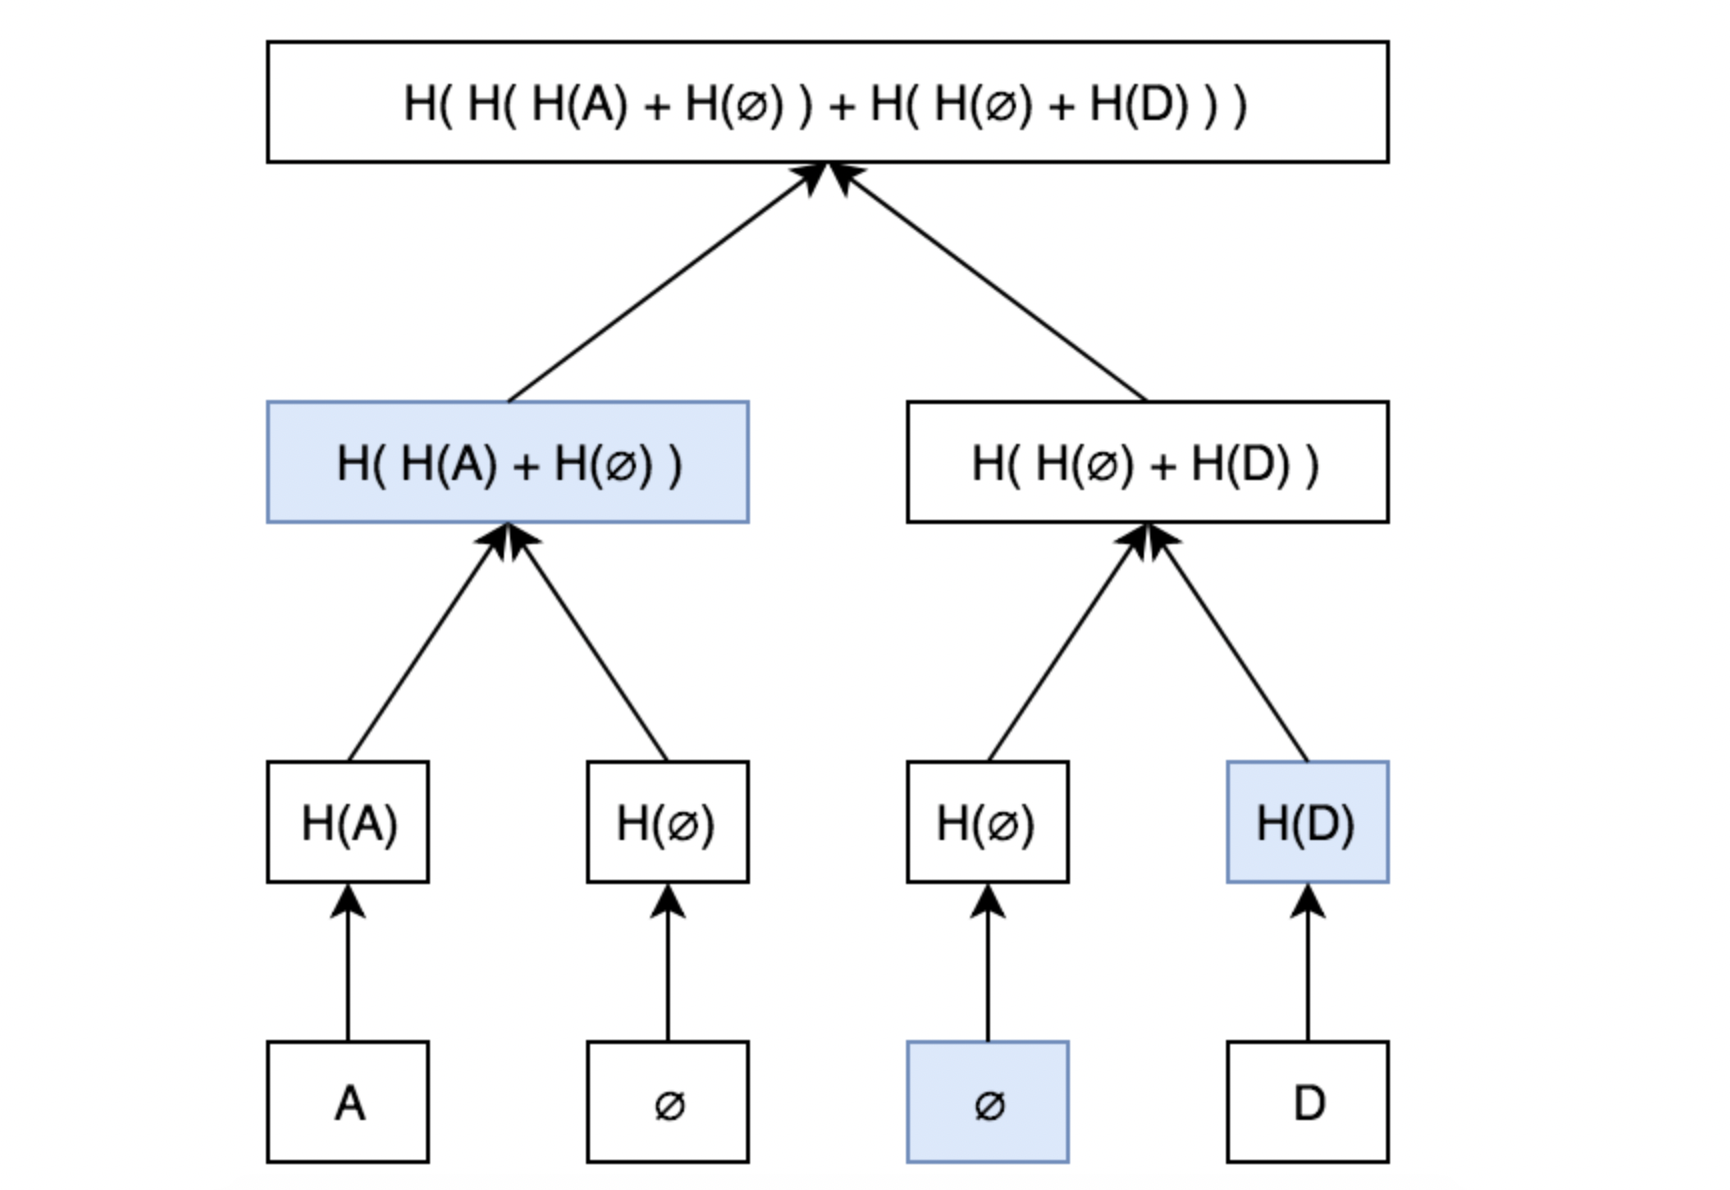 H( H( H(A) + H(∅) ) + H( H(∅) + H(D) ) )
H( H(A) + H(∅) )
H( H(∅) + H(D) )
H(A)
H(∅)
H(∅)
H(D)
A
∅
∅
D